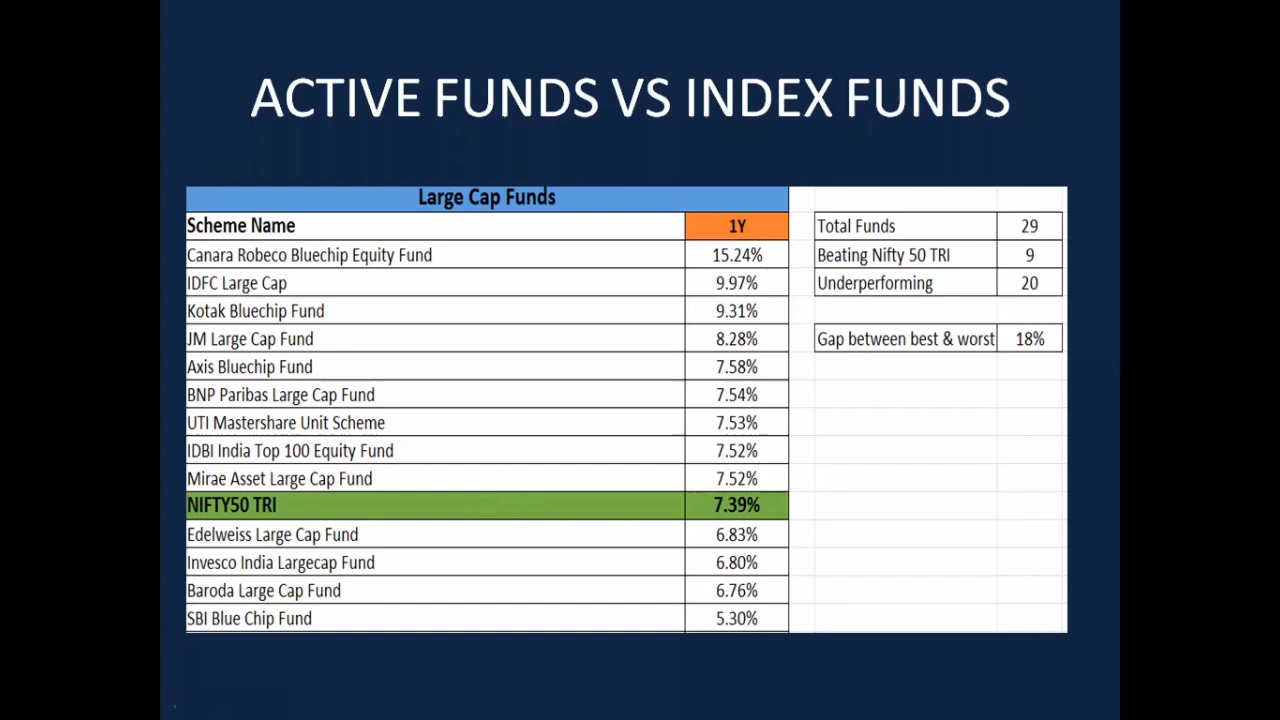 ACTIVE FUNDS VS INDEX FUNDS
Large Cap Funds
Scheme Name 1Y
Canara Robeco Bluechip Equity Fund 15.24%
IDFC Large Cap 9.97%
Kotak Bluechip Fund 9.31%
JM Large Cap Fund 8.28%
Axis Bluechip Fund 7.58%
BNP Paribas Large Cap Fund 7.54%
UTI Mastershare Unit Scheme 7.53%
IDBI India Top 100 Equity Fund 7.52%
Mirae Asset Large Cap Fund 7.52%
NIFTY50 TRI 7.39%
Edelweiss Large Cap Fund 6.83%
Invesco India Largecap Fund 6.80%
Baroda Large Cap Fund 6.76%
SBI Blue Chip Fund 5.30%
Total Funds 29
Beating Nifty 50 TRI 9
Underperforming 20
Gap between best & worst 18%